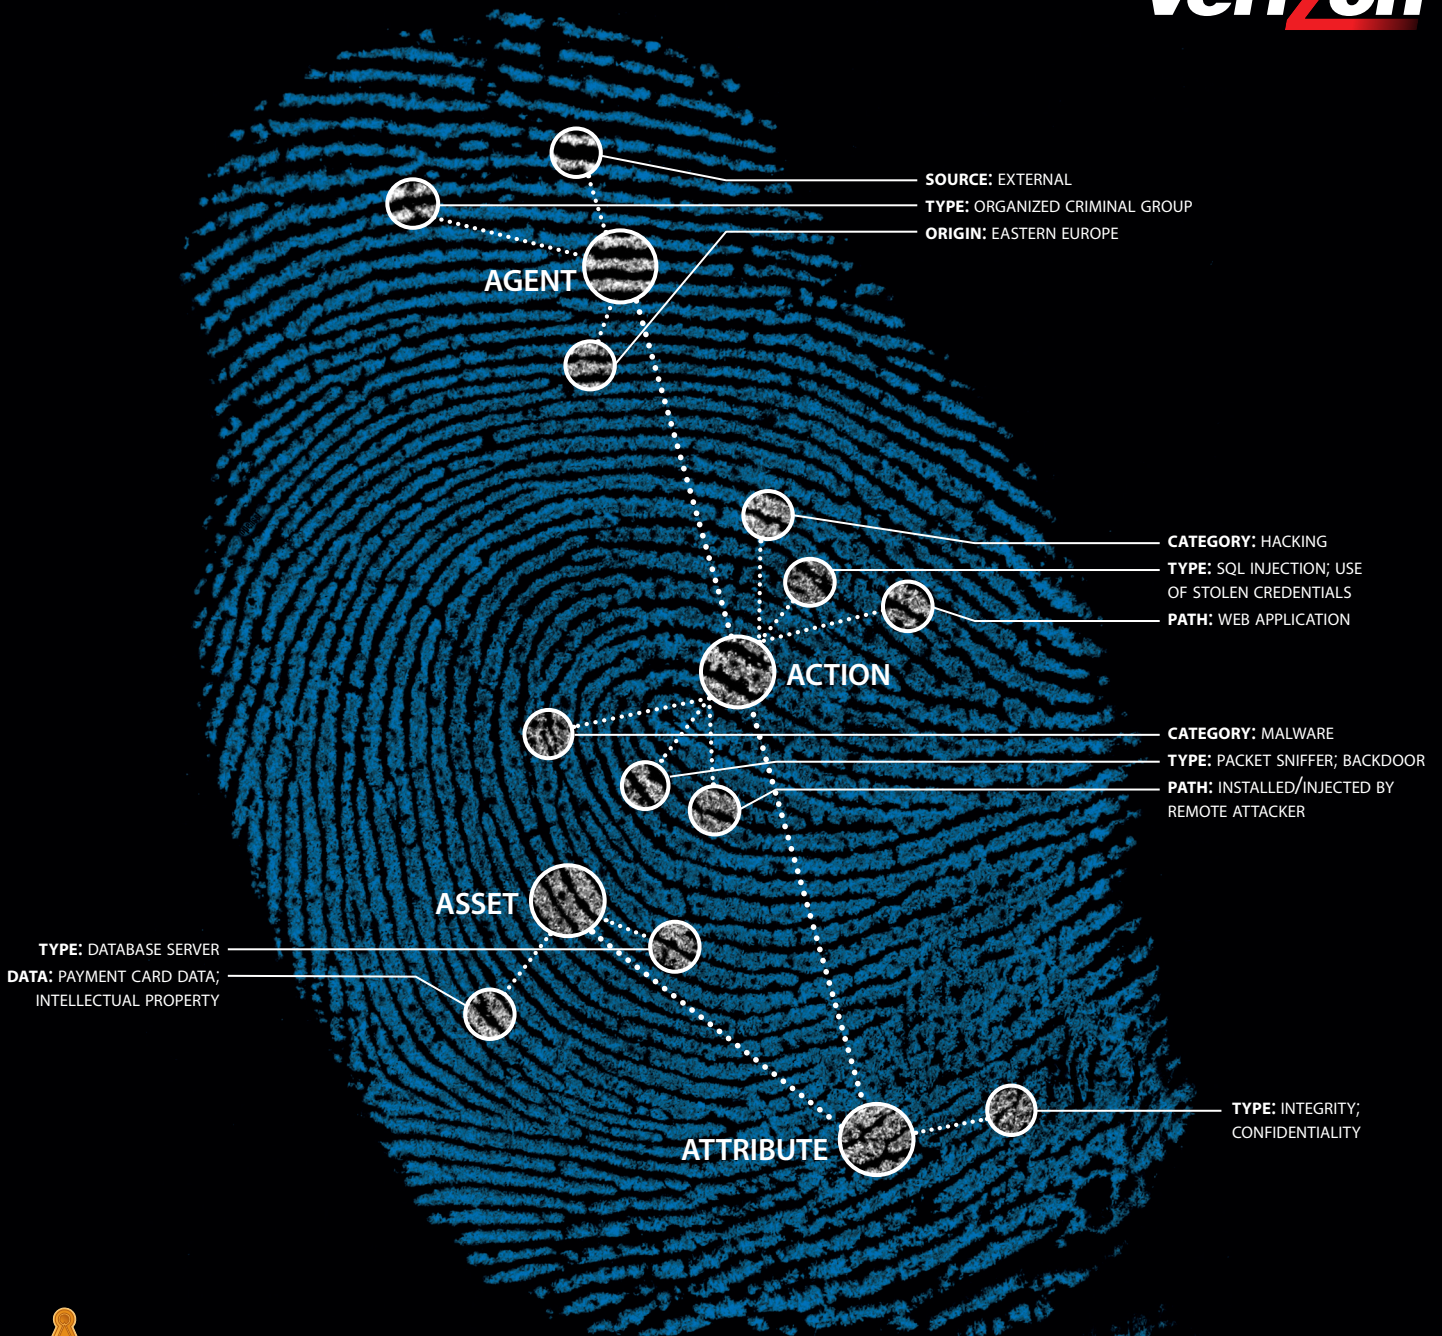 verizon
SOURCE: EXTERNAL
TYPE: ORGANIZED CRIMINAL GROUP
ORIGIN: EASTERN EUROPE
AGENT
CATEGORY: HACKING
TYPE: SQL INJECTION; USE
OF STOLEN CREDENTIALS
PATH: WEB APPLICATION
ACTION
CATEGORY: MALWARE
TYPE: PACKET SNIFFER; BACKDOOR
PATH: INSTALLED/INJECTED BY
REMOTE ATTACKER
ASSET
TYPE: DATABASE SERVER
DATA: PAYMENT CARD DATA;
INTELLECTUAL PROPERTY
TYPE: INTEGRITY;
CONFIDENTIALITY
ATTRIBUTE